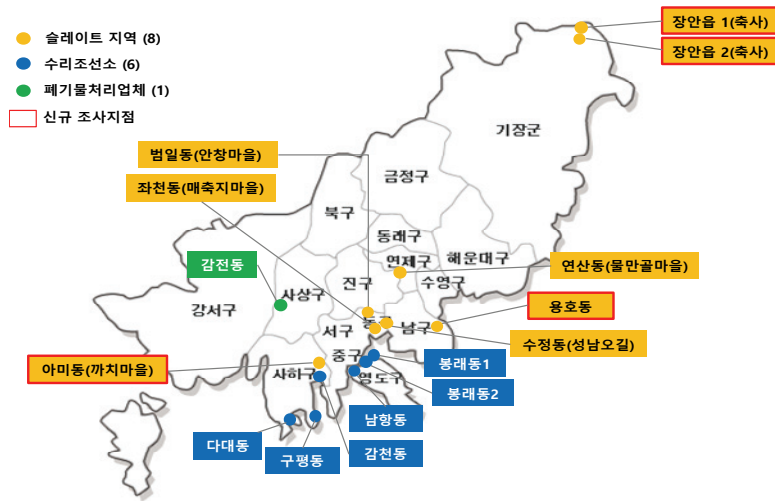 슬레이트 지역 (8)
수리조선소 (6)
폐기물처리업체 (1)
신규 조사지점
장안읍 1(축사)
장안읍 2(축사)
기장군
범일동(안창마을)
금정구
좌천동(매축지마을)
북구
동래구
연제구
해운대구
감전동
연산동(물만골마을)
진구
수영구
사상구
강서구
용호동
동구
남구
서구
수정동(성남오길)
중구
봉래동1
아미동(까치마을)
사하구
영도구
봉래동2
남항동
다대동
구평동
감천동